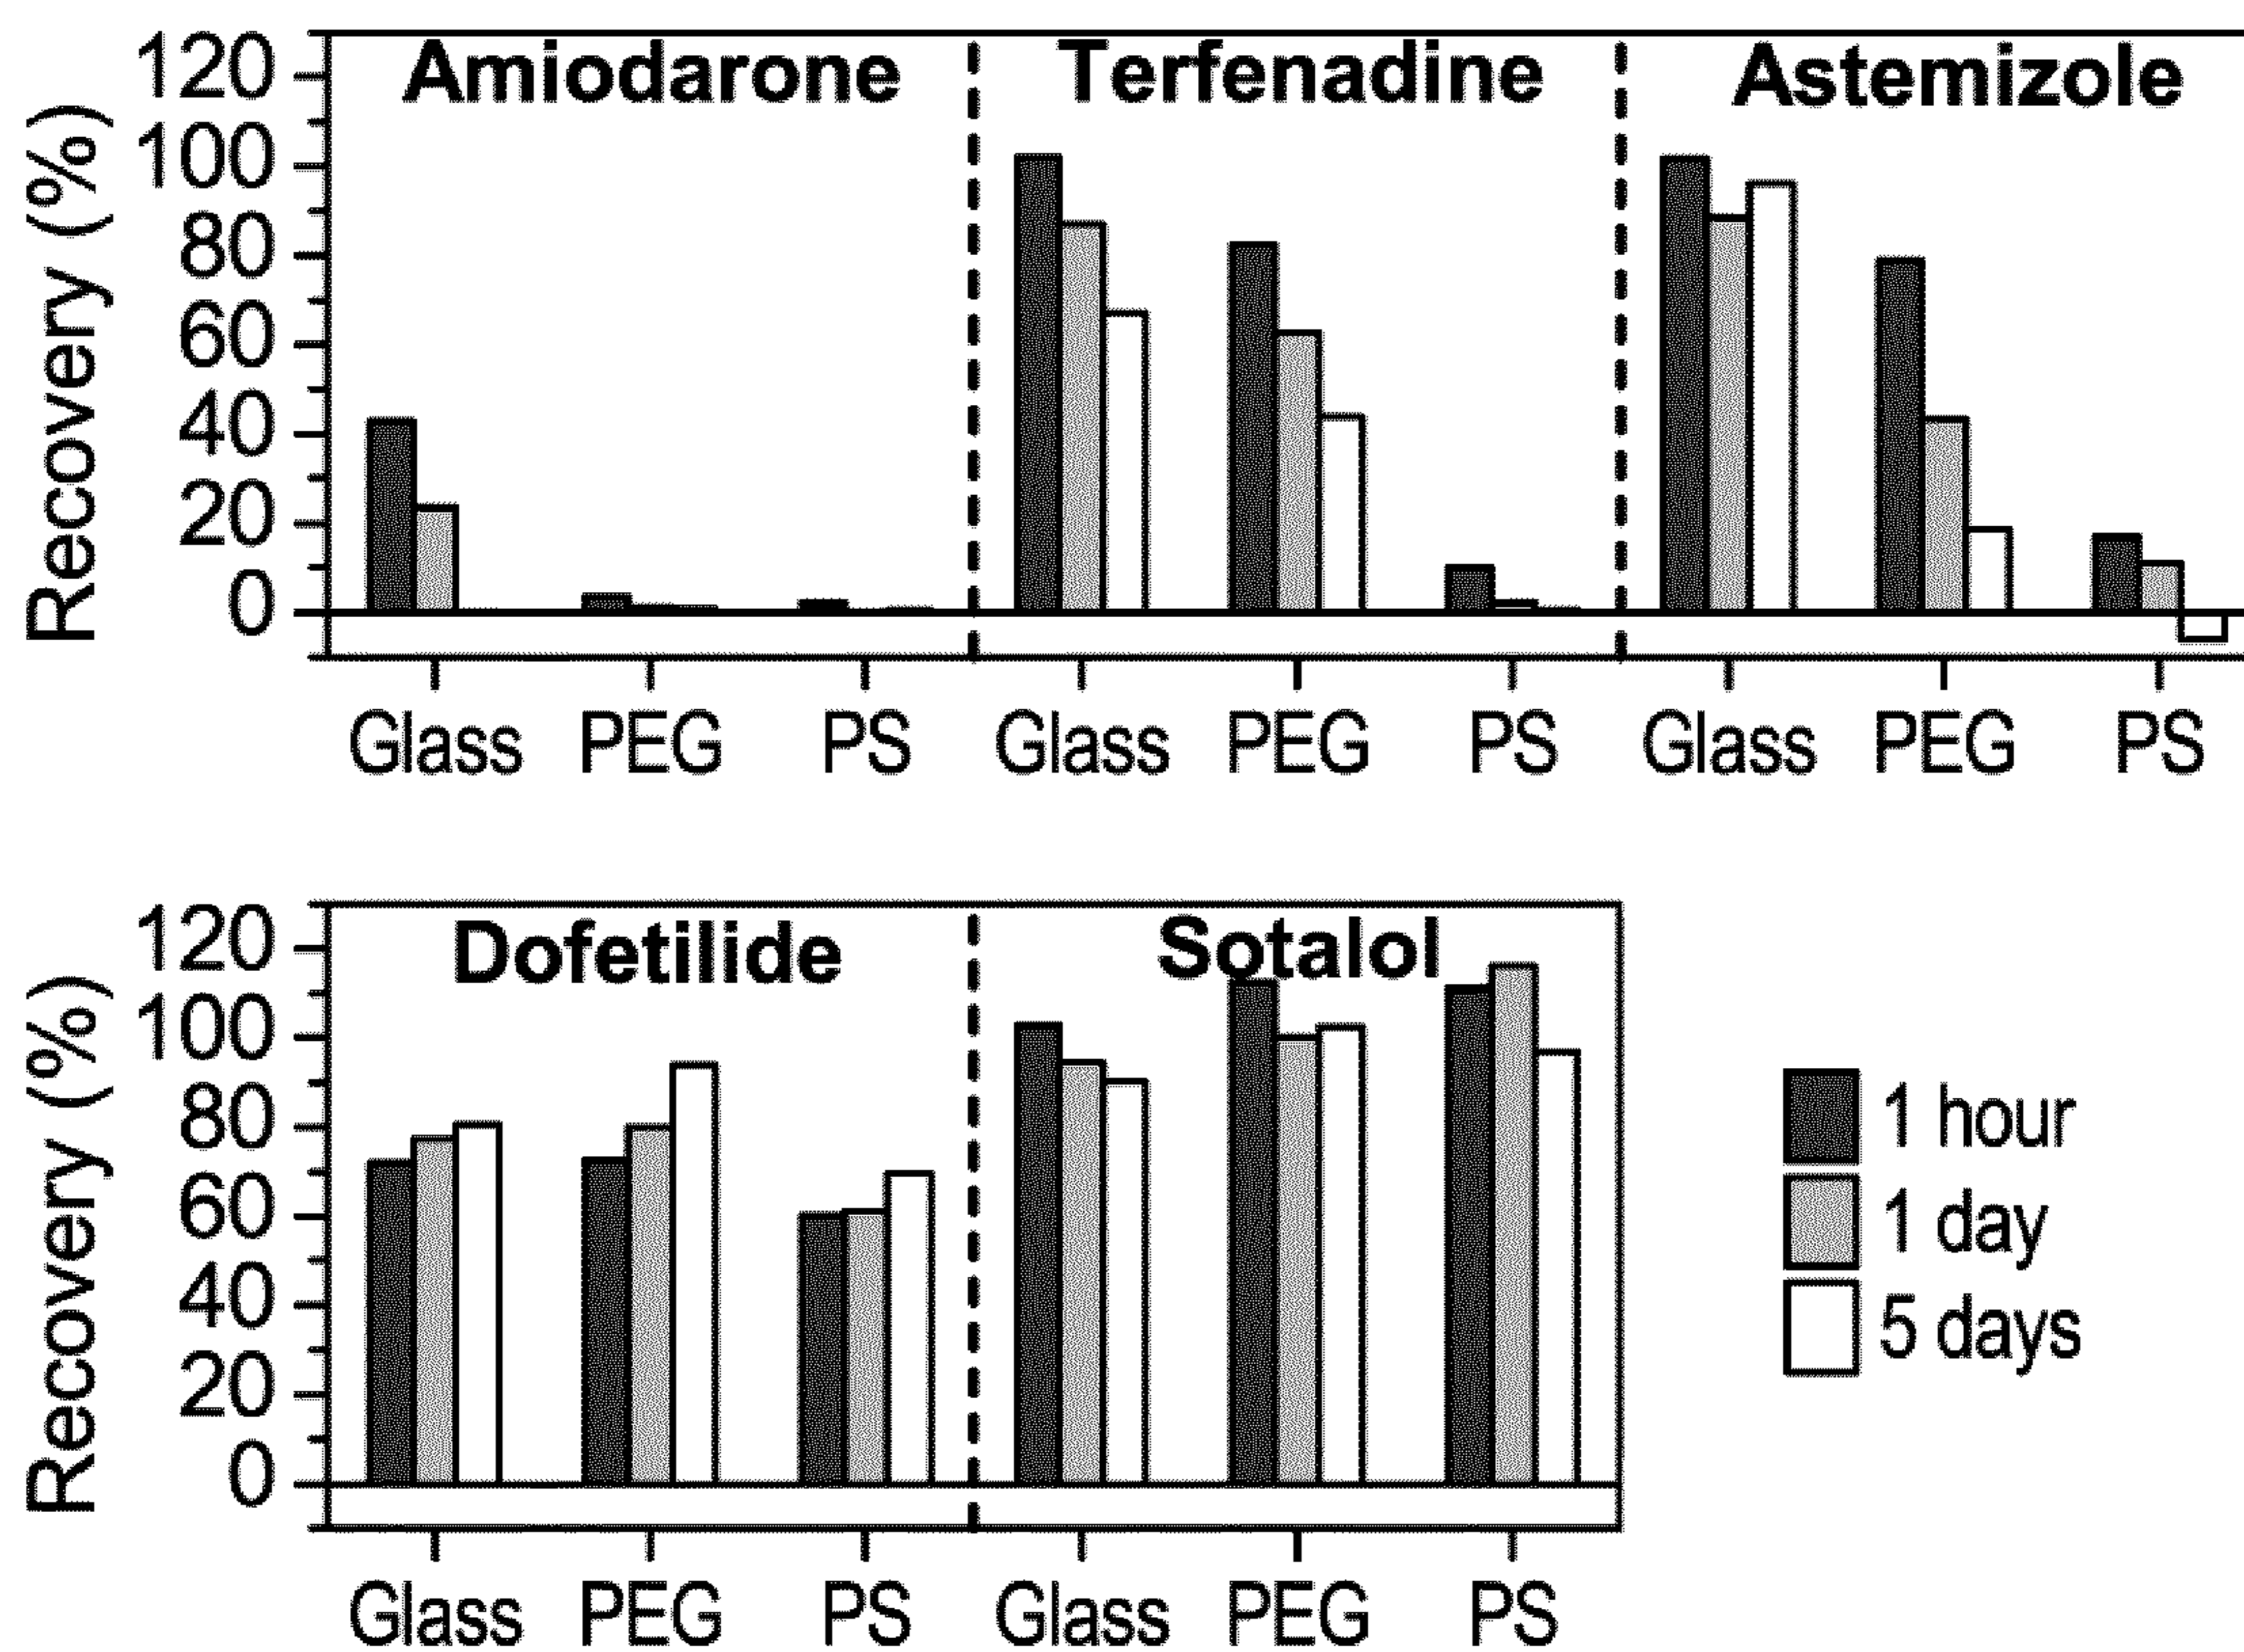 Recovery (%)
120
100
80
60
40
20
0
Amiodarone Terfenadine Astemizole
Glass PEG PS Glass PEG PS Glass PEG PS
Recovery (%)
120
100
80
60
40
20
0
Dofetilide Sotalol
Glass PEG PS Glass PEG PS
1 hour
1 day
5 days